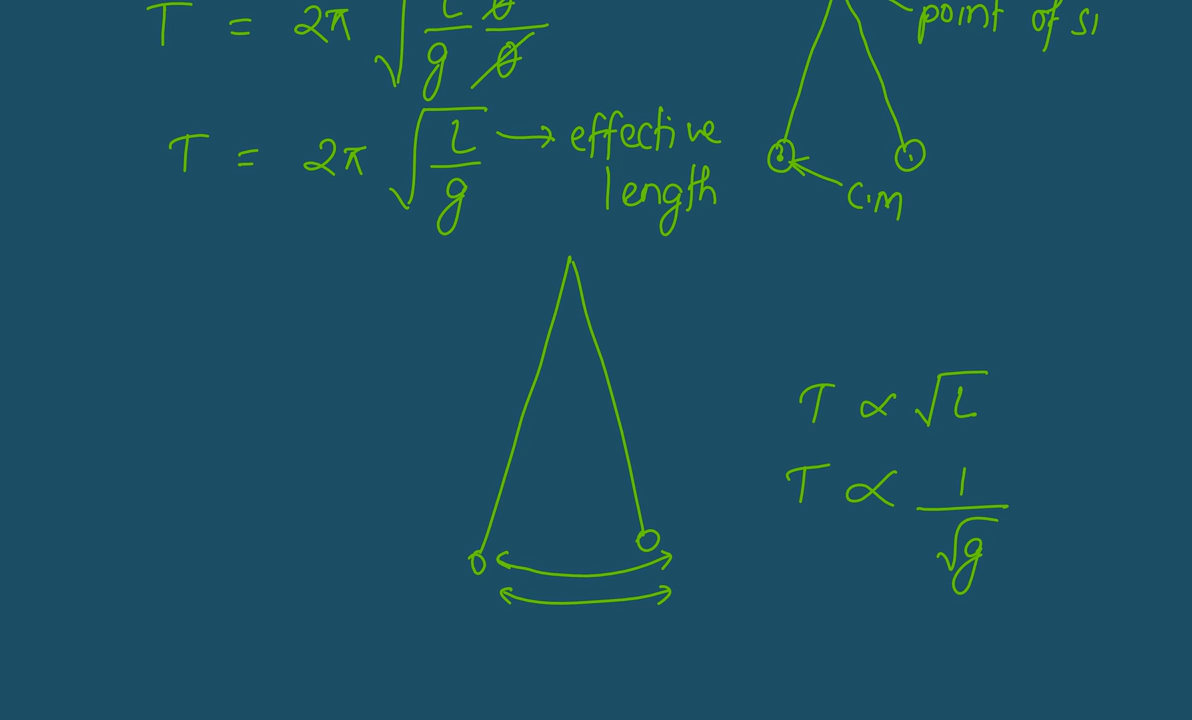 T = 2π √(L/g θ/θ)
point of
T = 2π √(L/g) → effective
length
C.M
T ∝ √L
T ∝ 1/√g